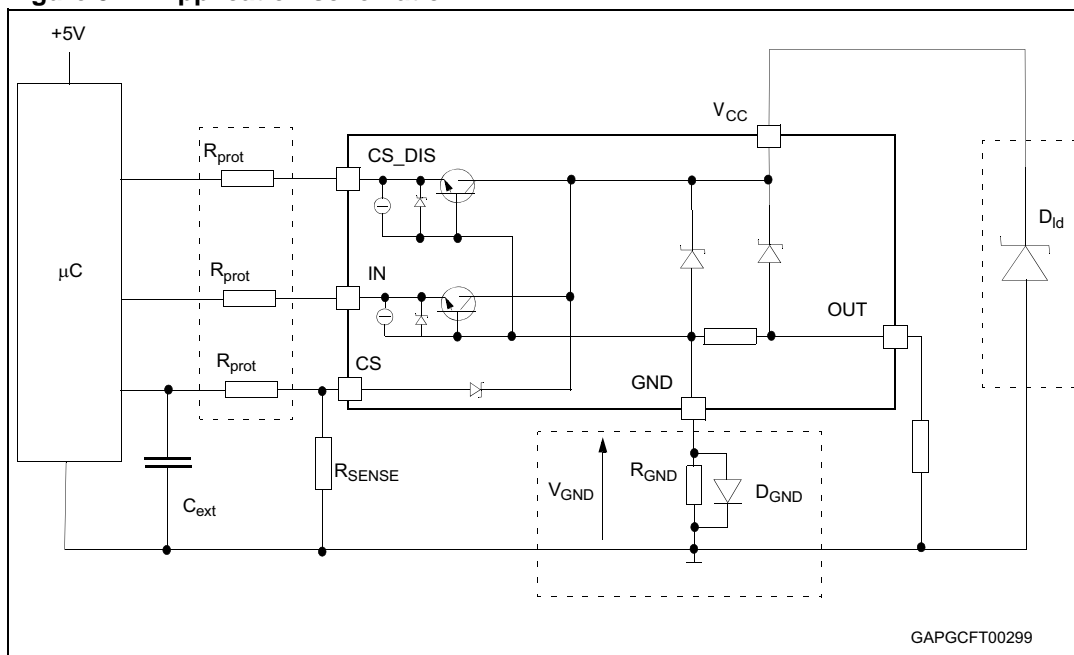 +5V
V_CC
R_prot
CS_DIS
D_ld
µC
R_prot
IN
OUT
R_prot
CS
GND
R_SENSE
C_ext
V_GND
R_GND
D_GND
GAPGCFT00299